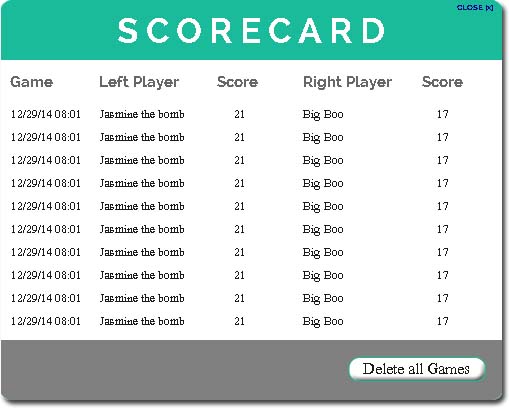 CLOSE [x]
SCORECARD
Game Left Player Score Right Player Score
12/29/14 08:01 Jasmine the bomb 21 Big Boo 17
12/29/14 08:01 Jasmine the bomb 21 Big Boo 17
12/29/14 08:01 Jasmine the bomb 21 Big Boo 17
12/29/14 08:01 Jasmine the bomb 21 Big Boo 17
12/29/14 08:01 Jasmine the bomb 21 Big Boo 17
12/29/14 08:01 Jasmine the bomb 21 Big Boo 17
12/29/14 08:01 Jasmine the bomb 21 Big Boo 17
12/29/14 08:01 Jasmine the bomb 21 Big Boo 17
12/29/14 08:01 Jasmine the bomb 21 Big Boo 17
12/29/14 08:01 Jasmine the bomb 21 Big Boo 17
Delete all Games